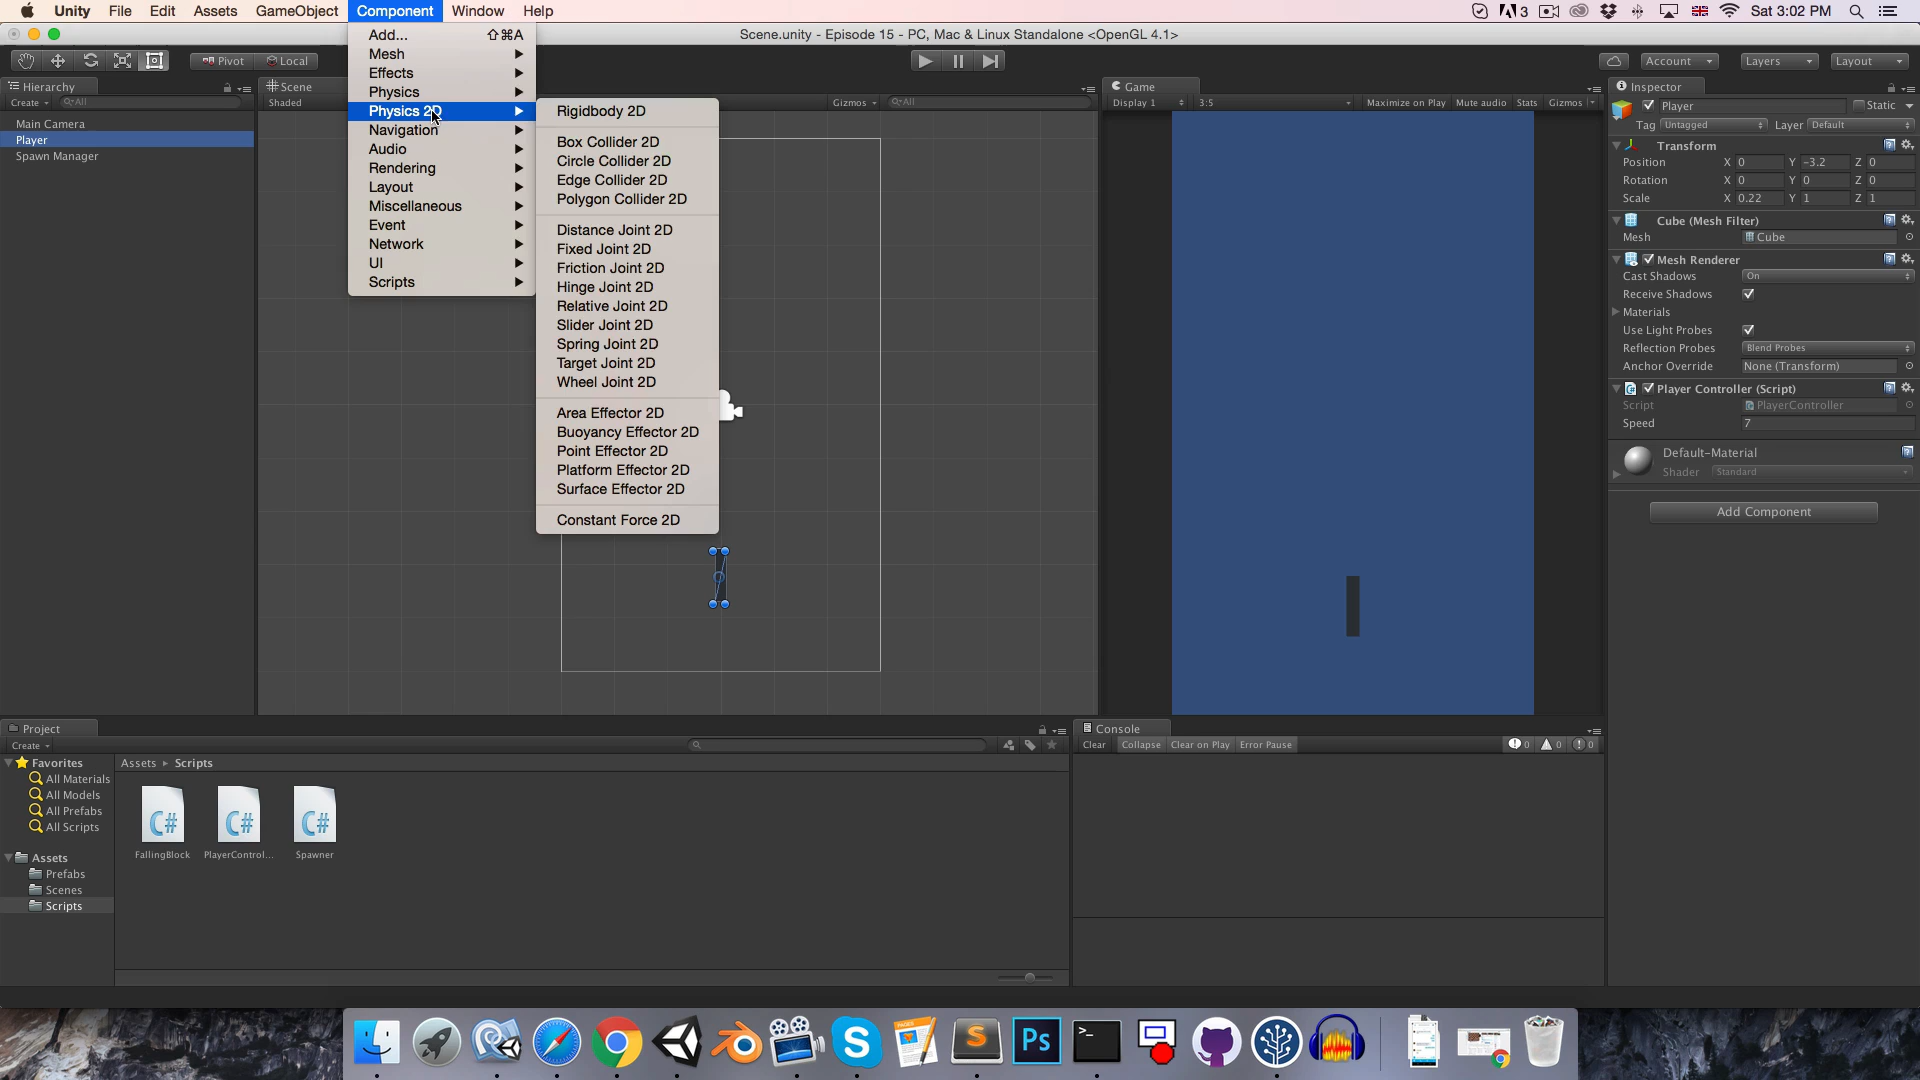 Unity File Edit Assets GameObject Component Window Help
3 Sat 3:02 PM
Scene.unity - Episode 15 - PC, Mac & Linux Standalone <OpenGL 4.1>
Pivot Local
Account Layers Layout
Hierarchy
Create All
Main Camera
Player
Spawn Manager
Scene
Shaded
Gizmos All
Add... ⇧⌘A
Mesh
Effects
Physics
Physics 2D
Navigation
Audio
Rendering
Layout
Miscellaneous
Event
Network
UI
Scripts
Rigidbody 2D
Box Collider 2D
Circle Collider 2D
Edge Collider 2D
Polygon Collider 2D
Distance Joint 2D
Fixed Joint 2D
Friction Joint 2D
Hinge Joint 2D
Relative Joint 2D
Slider Joint 2D
Spring Joint 2D
Target Joint 2D
Wheel Joint 2D
Area Effector 2D
Buoyancy Effector 2D
Point Effector 2D
Platform Effector 2D
Surface Effector 2D
Constant Force 2D
Game
Display 1 3:5 Maximize on Play Mute audio Stats Gizmos
Inspector
Player Static
Tag Untagged Layer Default
Transform
Position X 0 Y -3.2 Z 0
Rotation X 0 Y 0 Z 0
Scale X 0.22 Y 1 Z 1
Cube (Mesh Filter)
Mesh Cube
Mesh Renderer
Cast Shadows On
Receive Shadows
Materials
Use Light Probes
Reflection Probes Blend Probes
Anchor Override None (Transform)
Player Controller (Script)
Script PlayerController
Speed 7
Default-Material
Shader Standard
Add Component
Project
Create
Favorites
All Materials
All Models
All Prefabs
All Scripts
Assets
Prefabs
Scenes
Scripts
Assets ▸ Scripts
C# C# C#
FallingBlock PlayerControl... Spawner
Console
Clear Collapse Clear on Play Error Pause 0 0 0
PAGES
S
Ps
>_